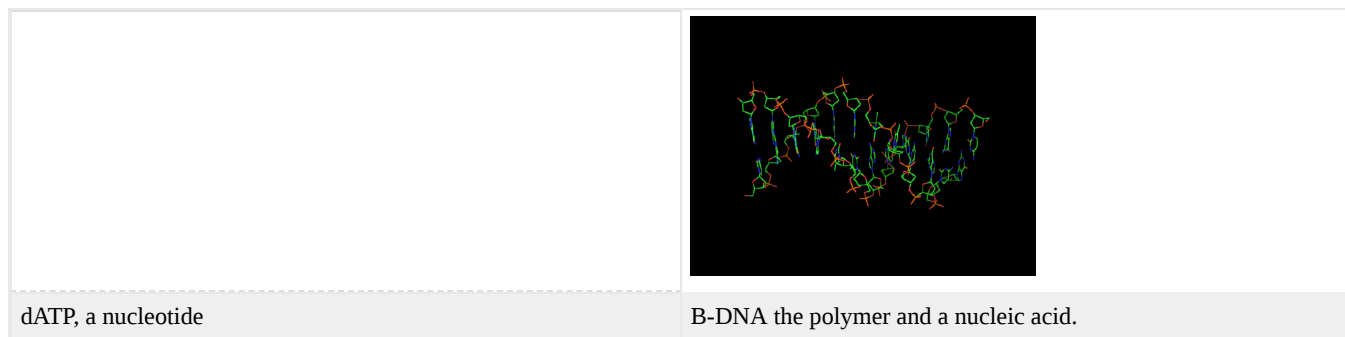 dATP, a nucleotide
B-DNA the polymer and a nucleic acid.